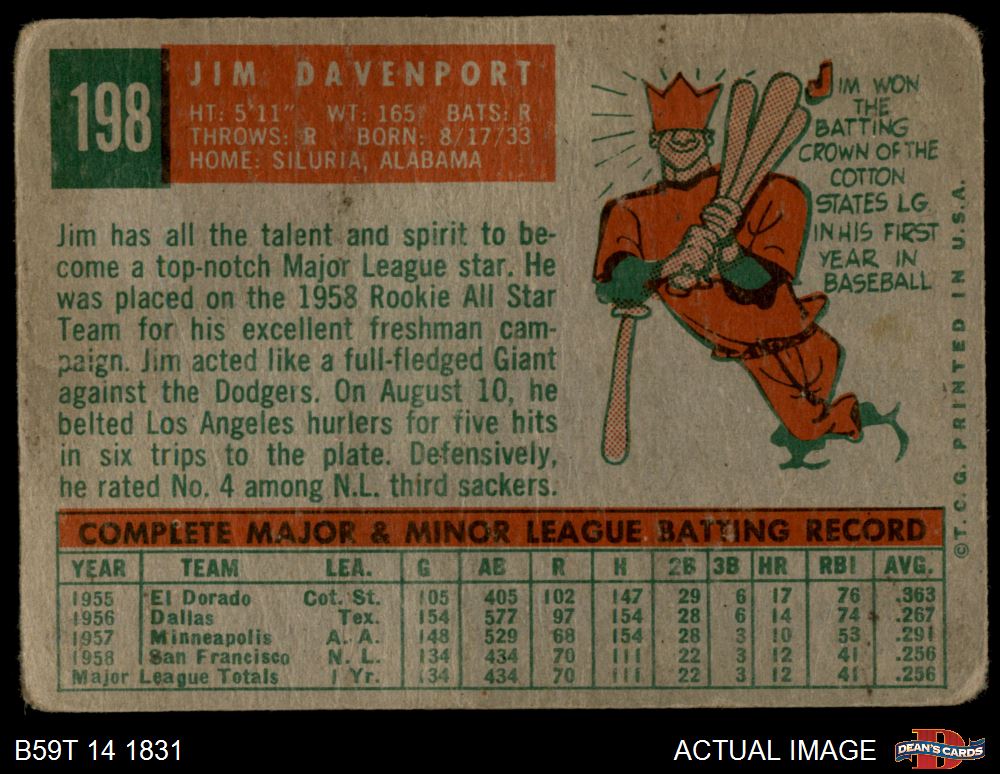 198
JIM DAVENPORT
HT: 5'11" WT: 165 BATS: R
THROWS: R BORN: 8/17/33
HOME: SILURIA, ALABAMA
JIM WON
THE
BATTING
CROWN OF THE
COTTON
STATES LG.
IN HIS FIRST
YEAR IN
BASEBALL
Jim has all the talent and spirit to be-
come a top-notch Major League star. He
was placed on the 1958 Rookie All Star
Team for his excellent freshman cam-
paign. Jim acted like a full-fledged Giant
against the Dodgers. On August 10, he
belted Los Angeles hurlers for five hits
in six trips to the plate. Defensively,
he rated No. 4 among N.L. third sackers.
©T. C. G. PRINTED IN U.S.A.
COMPLETE MAJOR & MINOR LEAGUE BATTING RECORD
YEAR TEAM LEA. G AB R H 2B 3B HR RBI AVG.
1955 El Dorado Cot. St. 105 405 102 147 29 6 17 76 .363
1956 Dallas Tex. 154 577 97 154 28 6 14 74 .267
1957 Minneapolis A. A. 148 529 68 154 28 3 10 53 .291
1958 San Francisco N. L. 134 434 70 111 22 3 12 41 .256
Major League Totals 1 Yr. 134 434 70 111 22 3 12 41 .256
B59T 14 1831
ACTUAL IMAGE
D
DEAN'S CARDS